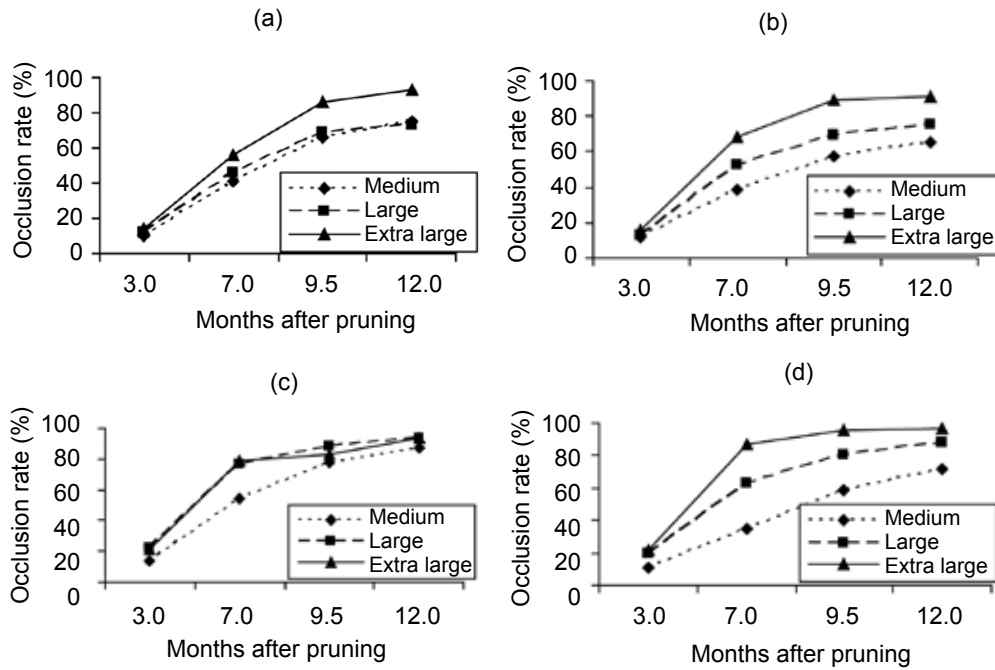 (a)
Occlusion rate (%)
100
80
60
40
20
0
Medium
Large
Extra large
3.0 7.0 9.5 12.0
Months after pruning
(b)
Occlusion rate (%)
100
80
60
40
20
0
Medium
Large
Extra large
3.0 7.0 9.5 12.0
Months after pruning
(c)
Occlusion rate (%)
100
80
60
40
20
0
Medium
Large
Extra large
3.0 7.0 9.5 12.0
Months after pruning
(d)
Occlusion rate (%)
100
80
60
40
20
0
Medium
Large
Extra large
3.0 7.0 9.5 12.0
Months after pruning